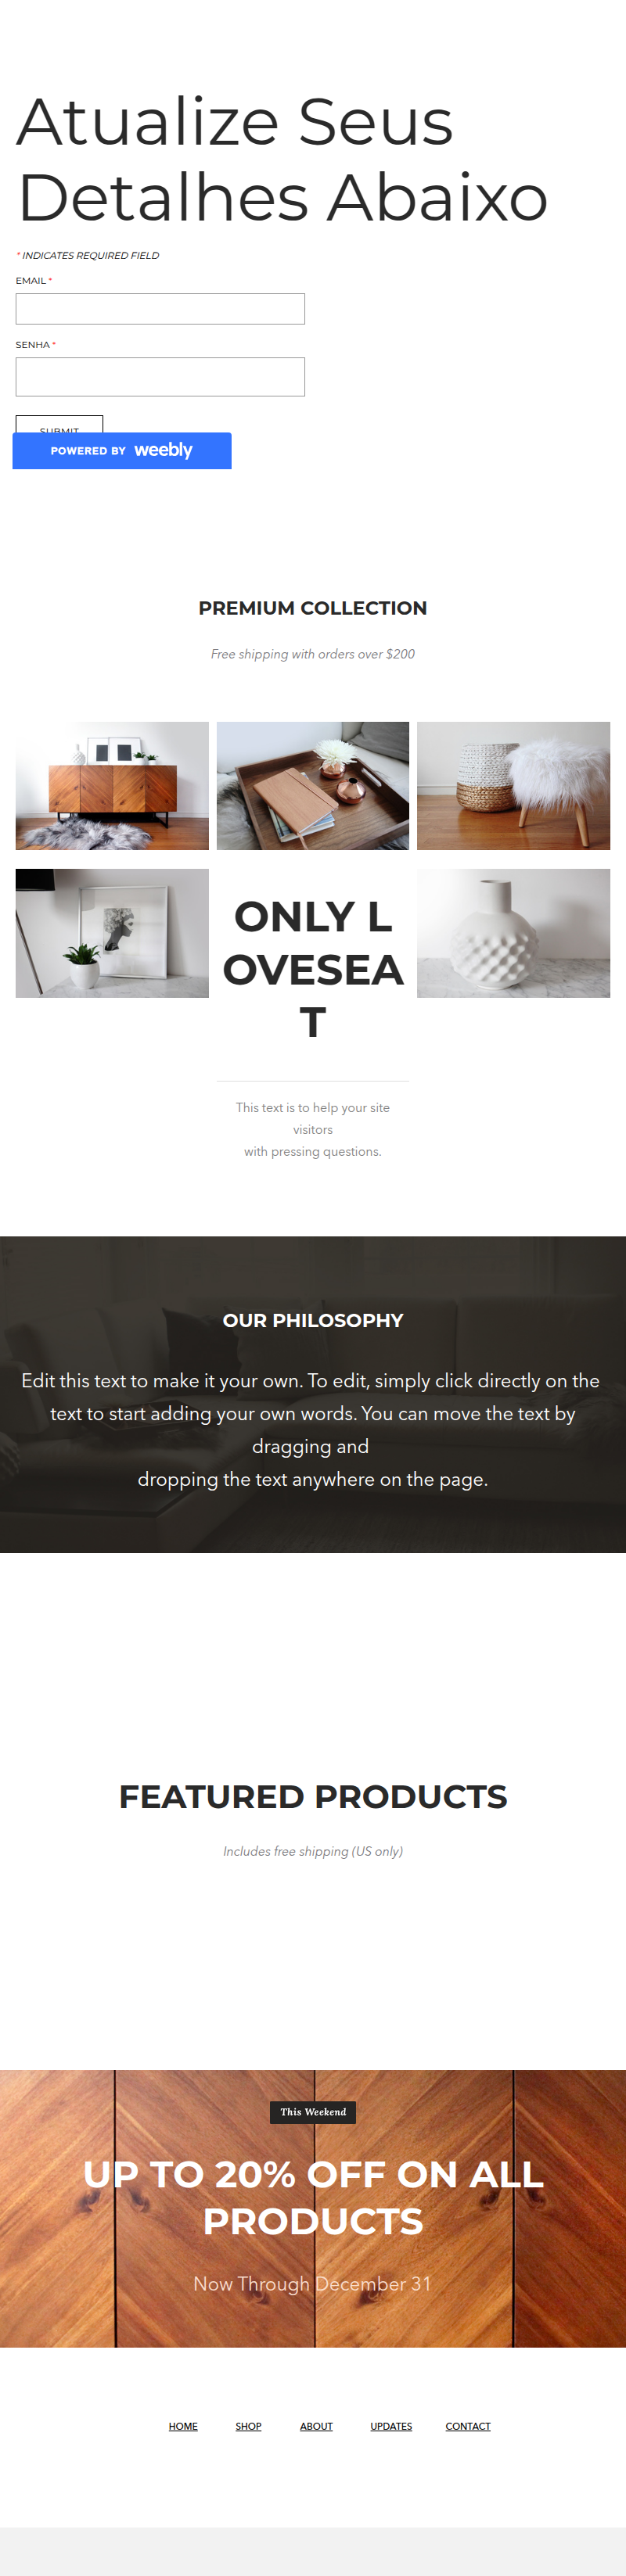 Atualize Seus
Detalhes Abaixo
* INDICATES REQUIRED FIELD
EMAIL *
SENHA *
SUBMIT
POWERED BY weebly
PREMIUM COLLECTION
Free shipping with orders over $200
ONLY L
OVESEA
T
This text is to help your site
visitors
with pressing questions.
OUR PHILOSOPHY
Edit this text to make it your own. To edit, simply click directly on the
text to start adding your own words. You can move the text by
dragging and
dropping the text anywhere on the page.
FEATURED PRODUCTS
Includes free shipping (US only)
This Weekend
UP TO 20% OFF ON ALL
PRODUCTS
Now Through December 31
HOME SHOP ABOUT UPDATES CONTACT